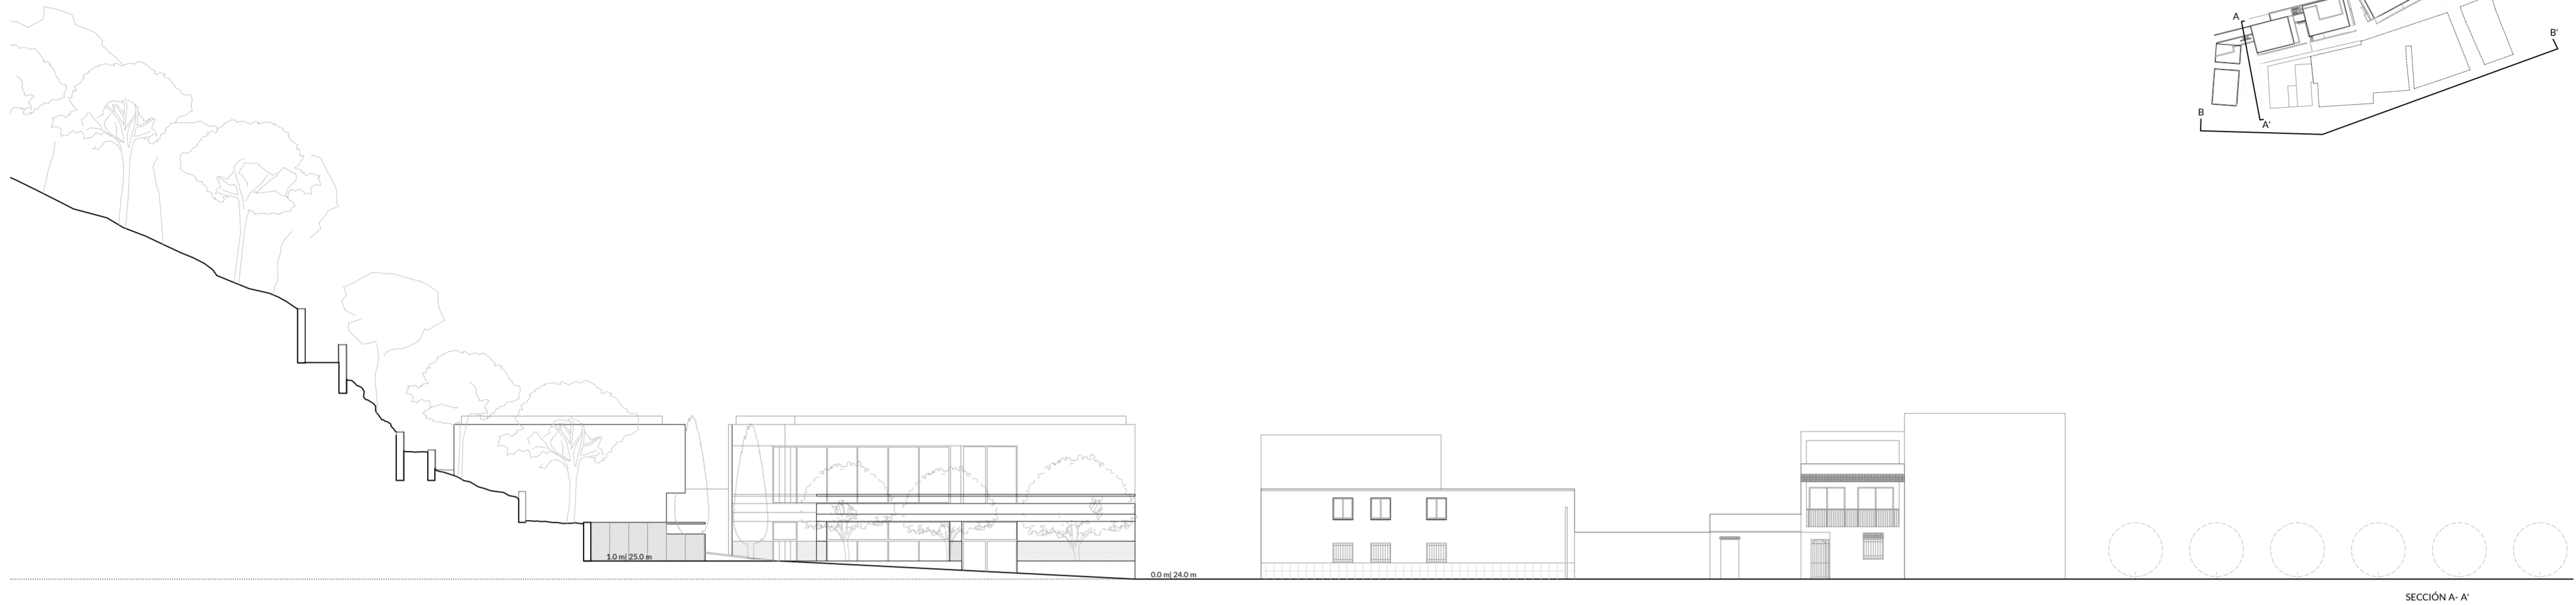 A
B'
B
A'
1.0 m| 25.0 m
0.0 m| 24.0 m
SECCIÓN A- A'